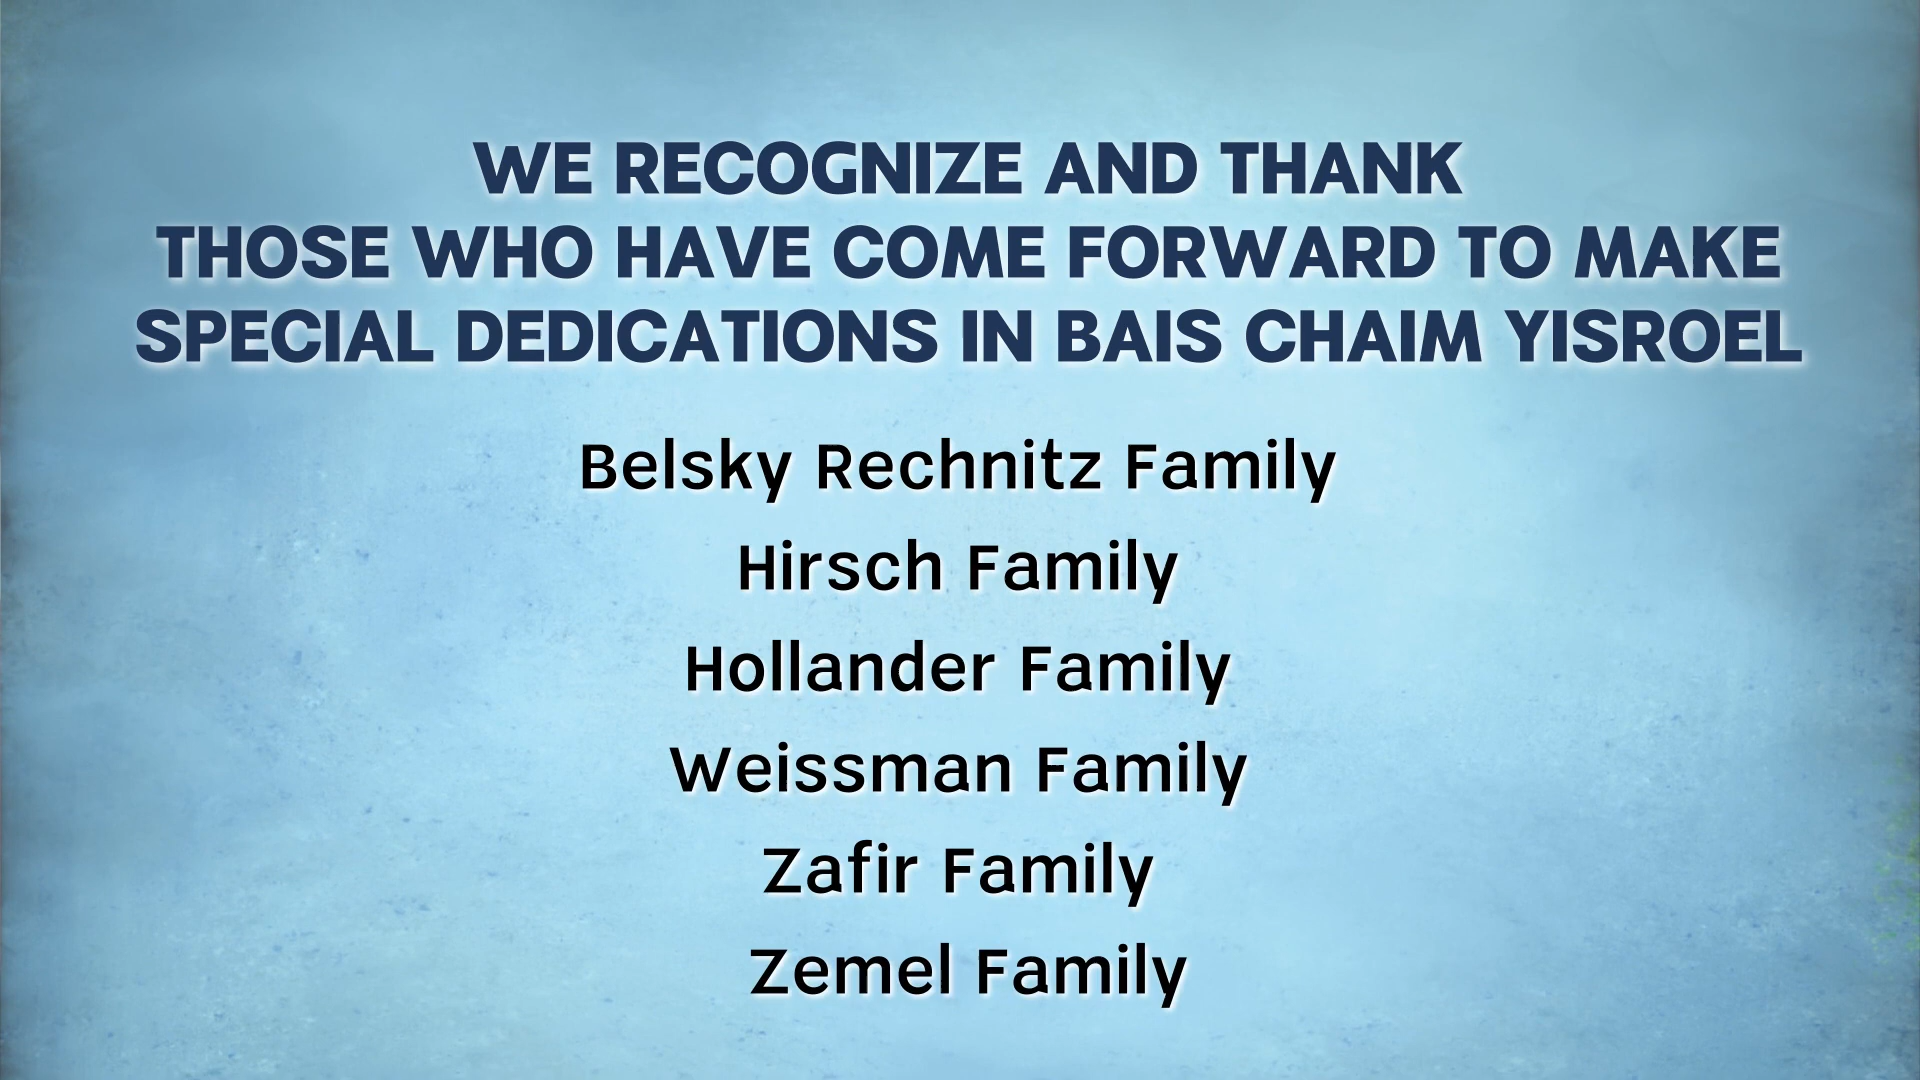 WE RECOGNIZE AND THANK
THOSE WHO HAVE COME FORWARD TO MAKE
SPECIAL DEDICATIONS IN BAIS CHAIM YISROEL
Belsky Rechnitz Family
Hirsch Family
Hollander Family
Weissman Family
Zafir Family
Zemel Family